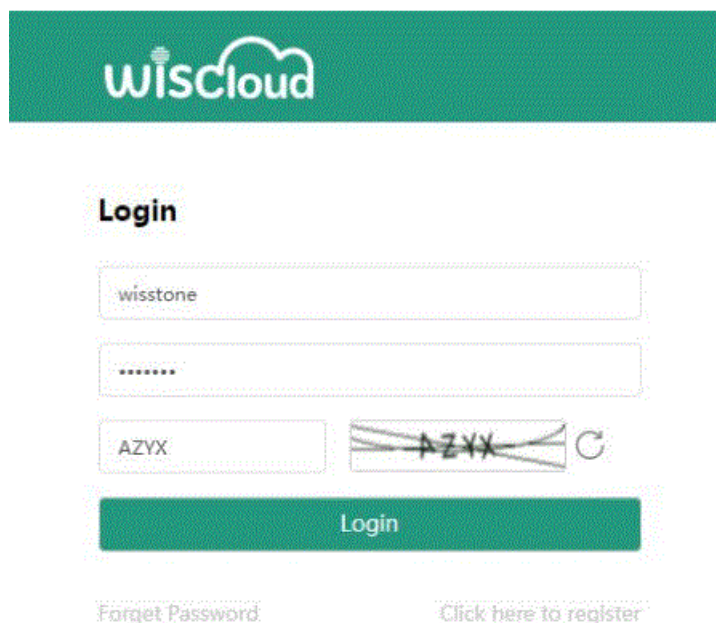 wiscloud
Login
wisstone
•••••••
AZYX AZYX
Login
Forget Password Click here to register